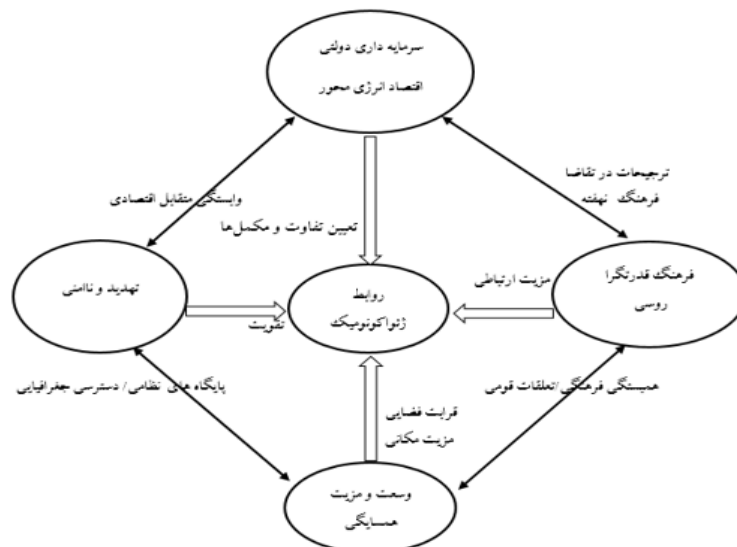 سرمایه داری دولتی
اقتصاد انرژی محور
ترجیحات در تقاضا
فرهنگ نهفته
وابستگی متقابل اقتصادی
تعیین تفاوت و مکمل‌ها
فرهنگ قدرتگرا
روسی
مزیت ارتباطی
روابط
ژئواکونومیک
تهدید و ناامنی
تقویت
همبستگی فرهنگی/تعلقات قومی
پایگاه های نظامی/ دسترسی جغرافیایی
قرابت فضایی
مزیت مکانی
وسعت و مزیت
همسایگی